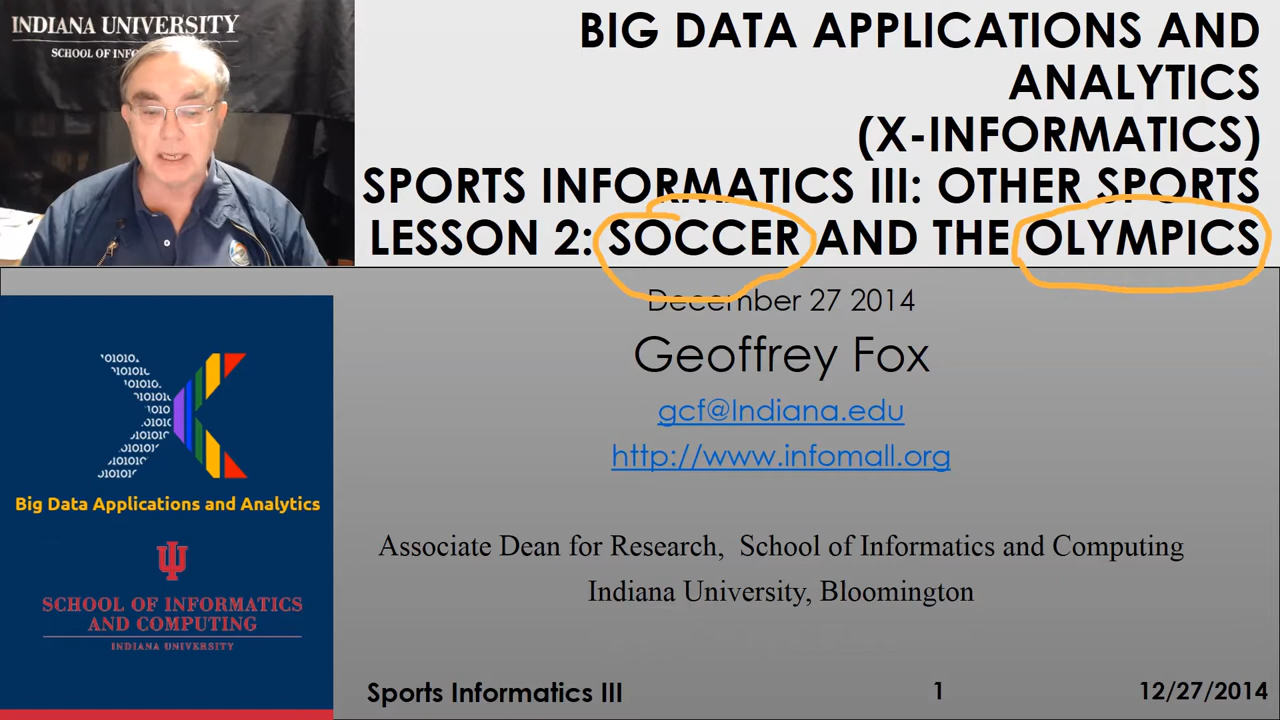 INDIANA UNIVERSITY
BIG DATA APPLICATIONS AND
ANALYTICS
(X-INFORMATICS)
SPORTS INFORMATICS III: OTHER SPORTS
LESSON 2: SOCCER AND THE OLYMPICS
December 27 2014
Geoffrey Fox
gcf@Indiana.edu
http://www.infomall.org
Associate Dean for Research, School of Informatics and Computing
Indiana University, Bloomington
Big Data Applications and Analytics
SCHOOL OF INFORMATICS
AND COMPUTING
INDIANA UNIVERSITY
Sports Informatics III
1
12/27/2014
SCHOOL OF